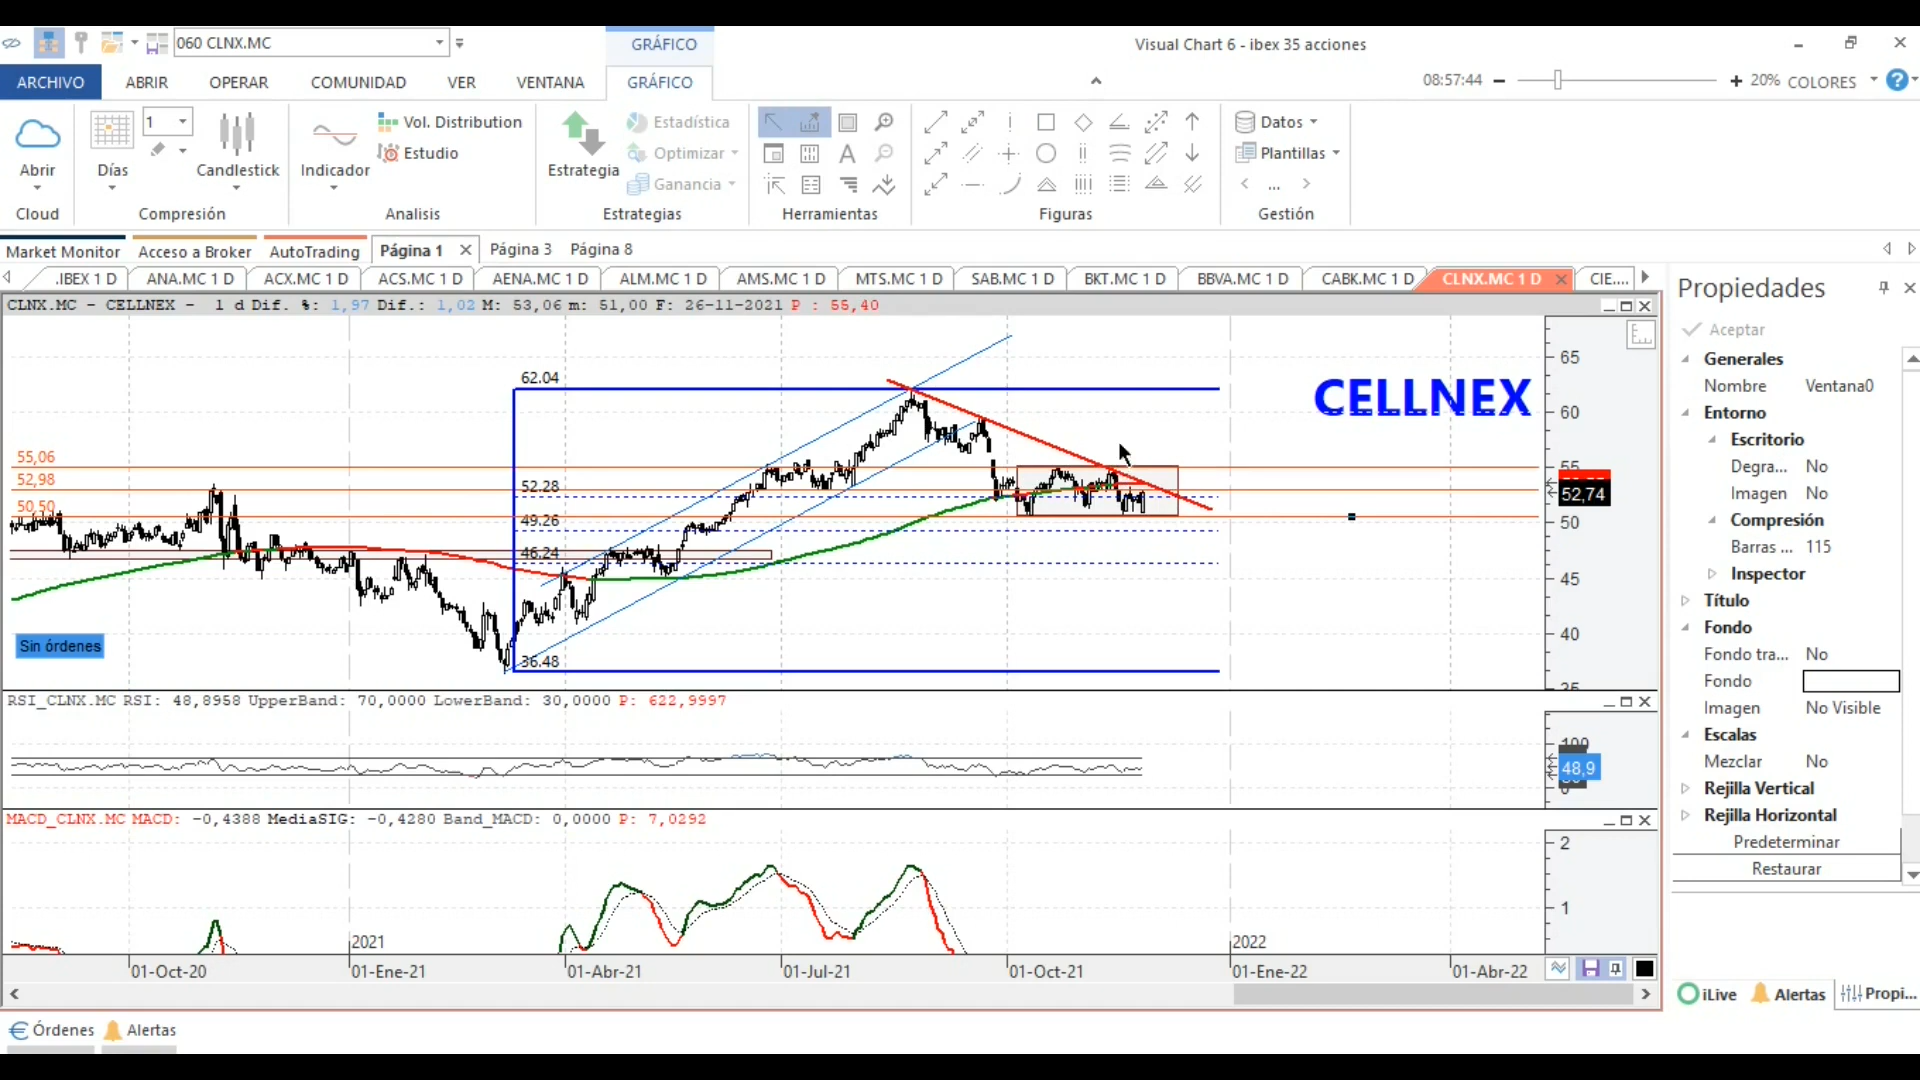 060 CLNX.MC
GRÁFICO
Visual Chart 6 - ibex 35 acciones
ARCHIVO ABRIR OPERAR COMUNIDAD VER VENTANA GRÁFICO
08:57:44 20% COLORES
Abrir
Cloud
Días
1
Candlestick
Compresión
Indicador
Vol. Distribution
Estudio
Analisis
Estrategia
Estadística
Optimizar
Ganancia
Estrategias
Herramientas
Figuras
Datos
Plantillas
...
Gestión
Market Monitor Acceso a Broker AutoTrading Página 1 Página 3 Página 8
.IBEX 1 D ANA.MC 1 D ACX.MC 1 D ACS.MC 1 D AENA.MC 1 D ALM.MC 1 D AMS.MC 1 D MTS.MC 1 D SAB.MC 1 D BKT.MC 1 D BBVA.MC 1 D CABK.MC 1 D CLNX.MC 1 D CIE....
CLNX.MC - CELLNEX - 1 d Dif. %: 1,97 Dif.: 1,02 M: 53,06 m: 51,00 F: 26-11-2021 P : 55,40
CELLNEX
62.04
52.28
49.26
46.24
36.48
55,06
52,98
50,50
Sin órdenes
65
60
55
52,74
50
45
40
35
RSI_CLNX.MC RSI: 48,8958 UpperBand: 70,0000 LowerBand: 30,0000 P: 622,9997
100
48,9
0
MACD_CLNX.MC MACD: -0,4388 MediaSIG: -0,4280 Band_MACD: 0,0000 P: 7,0292
2
1
2021 2022
01-Oct-20 01-Ene-21 01-Abr-21 01-Jul-21 01-Oct-21 01-Ene-22 01-Abr-22
Órdenes Alertas
Propiedades
Aceptar
Generales
Nombre Ventana0
Entorno
Escritorio
Degra... No
Imagen No
Compresión
Barras ... 115
Inspector
Título
Fondo
Fondo tra... No
Fondo
Imagen No Visible
Escalas
Mezclar No
Rejilla Vertical
Rejilla Horizontal
Predeterminar
Restaurar
iLive Alertas Propi...